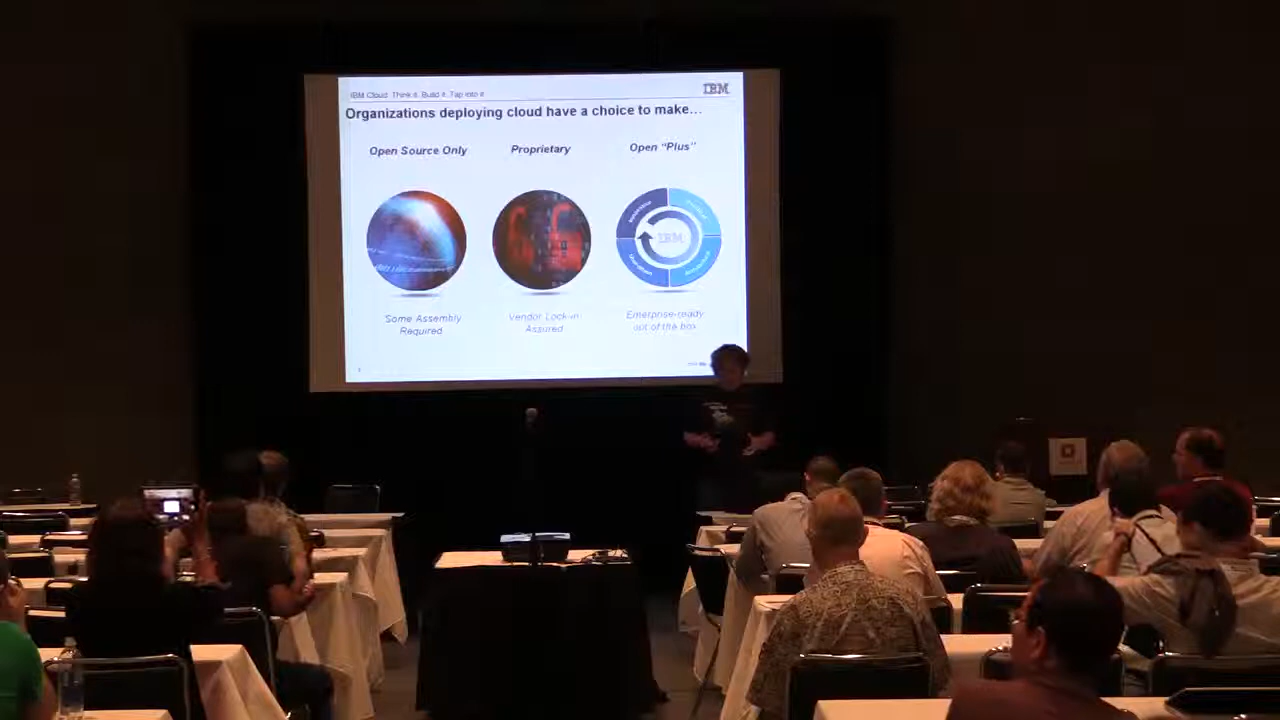 IBM Cloud. Think it. Build it. Tap into it
IBM
Organizations deploying cloud have a choice to make...
Open Source Only
Proprietary
Open “Plus”
IBM
Some Assembly
Required
Vendor Lock-in
Assured
Enterprise-ready
out of the box